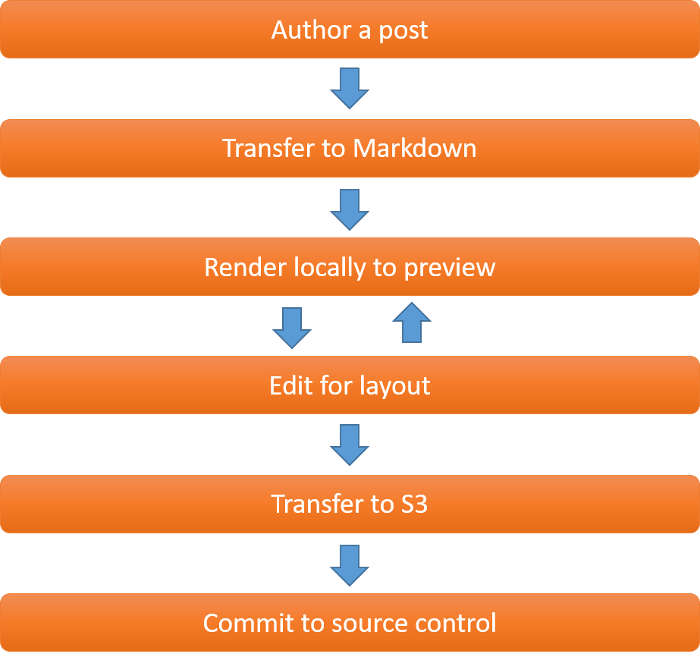 Author a post
Transfer to Markdown
Render locally to preview
Edit for layout
Transfer to S3
Commit to source control